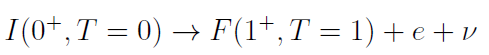 I(0⁺, T = 0) → F(1⁺, T = 1) + e + ν